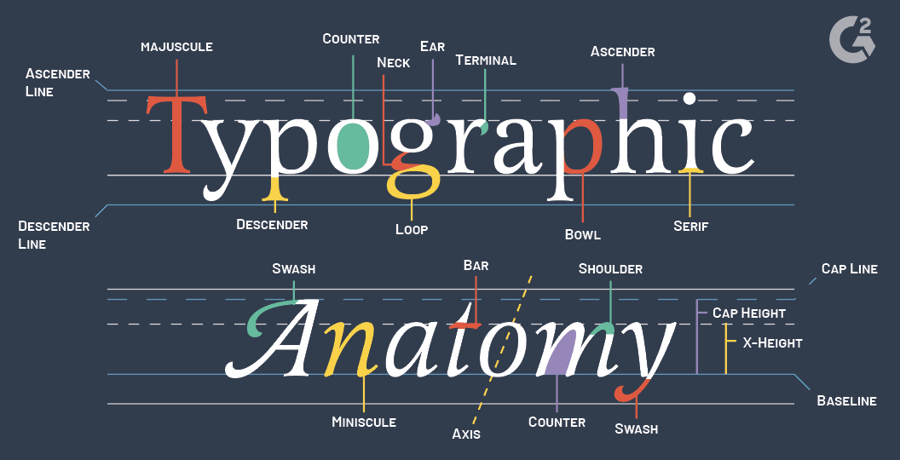 MAJUSCULE
COUNTER
NECK
EAR
TERMINAL
ASCENDER
G2
ASCENDER
LINE
Typographic
DESCENDER
LINE
DESCENDER
LOOP
BOWL
SERIF
SWASH
BAR
SHOULDER
CAP LINE
CAP HEIGHT
X-HEIGHT
Anatomy
BASELINE
MINISCULE
AXIS
COUNTER
SWASH